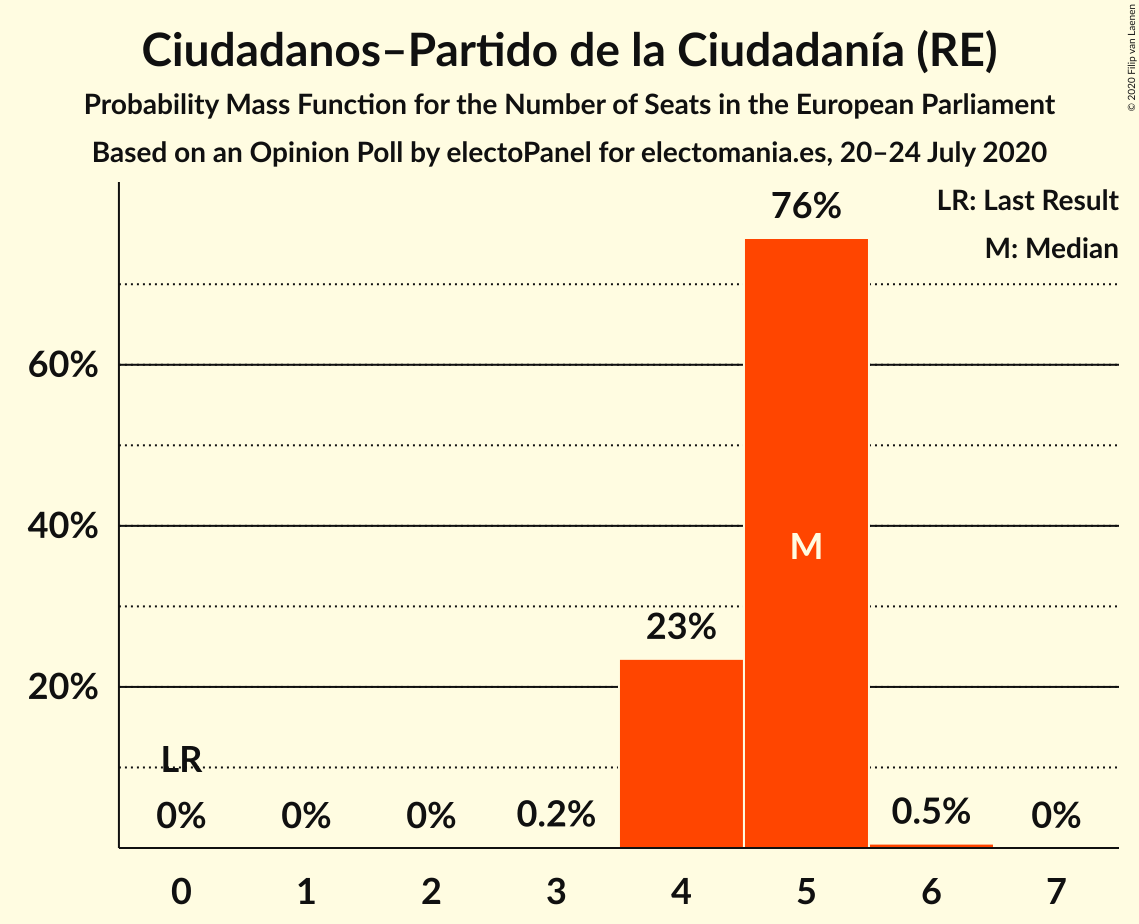 Ciudadanos–Partido de la Ciudadanía (RE)
Probability Mass Function for the Number of Seats in the European Parliament
Based on an Opinion Poll by electoPanel for electomania.es, 20–24 July 2020
© 2020 Filip van Laenen
LR: Last Result
M: Median
76%
60%
40%
M
23%
20%
LR
0% 0% 0% 0.2% 0.5% 0%
0 1 2 3 4 5 6 7